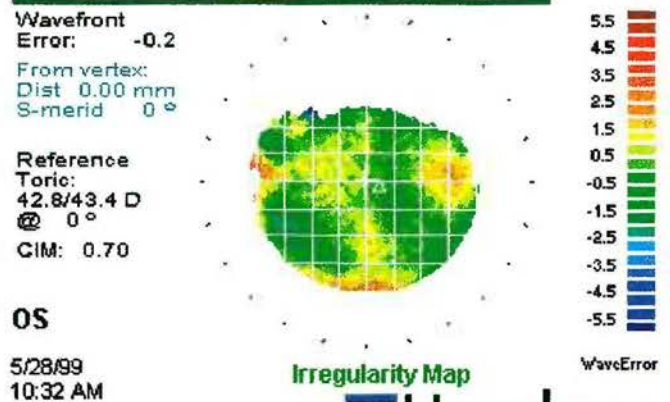 Wavefront
Error: -0.2
From vertex:
Dist 0.00 mm
S-merid 0 °
Reference
Toric:
42.8/43.4 D
@ 0 °
CIM: 0.70
OS
5/28/99
10:32 AM
Irregularity Map
5.5
4.5
3.5
2.5
1.5
0.5
-0.5
-1.5
-2.5
-3.5
-4.5
-5.5
WaveError